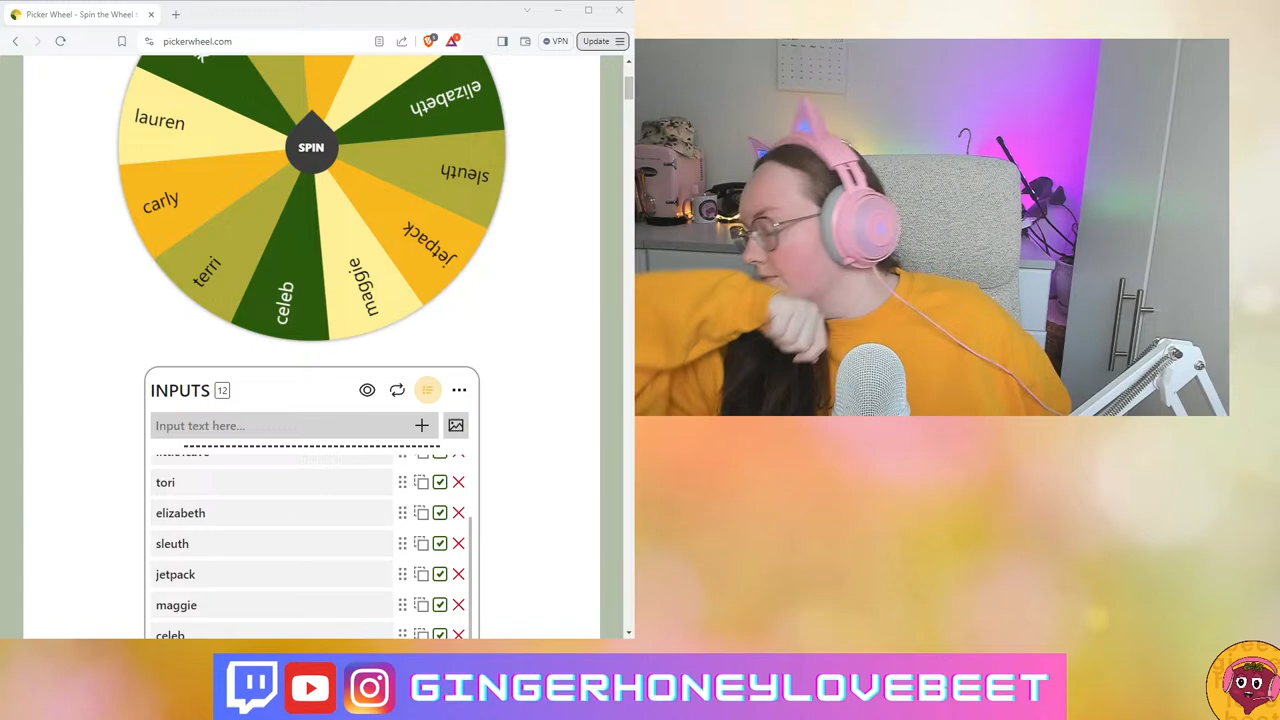 Picker Wheel - Spin the Wheel t
pickerwheel.com
VPN
Update
elizabeth
lauren
SPIN
sleuth
carly
jetpack
terri
maggie
celeb
INPUTS 12
Input text here...
tori
elizabeth
sleuth
jetpack
maggie
celeb
GINGERHONEYLOVEBEET